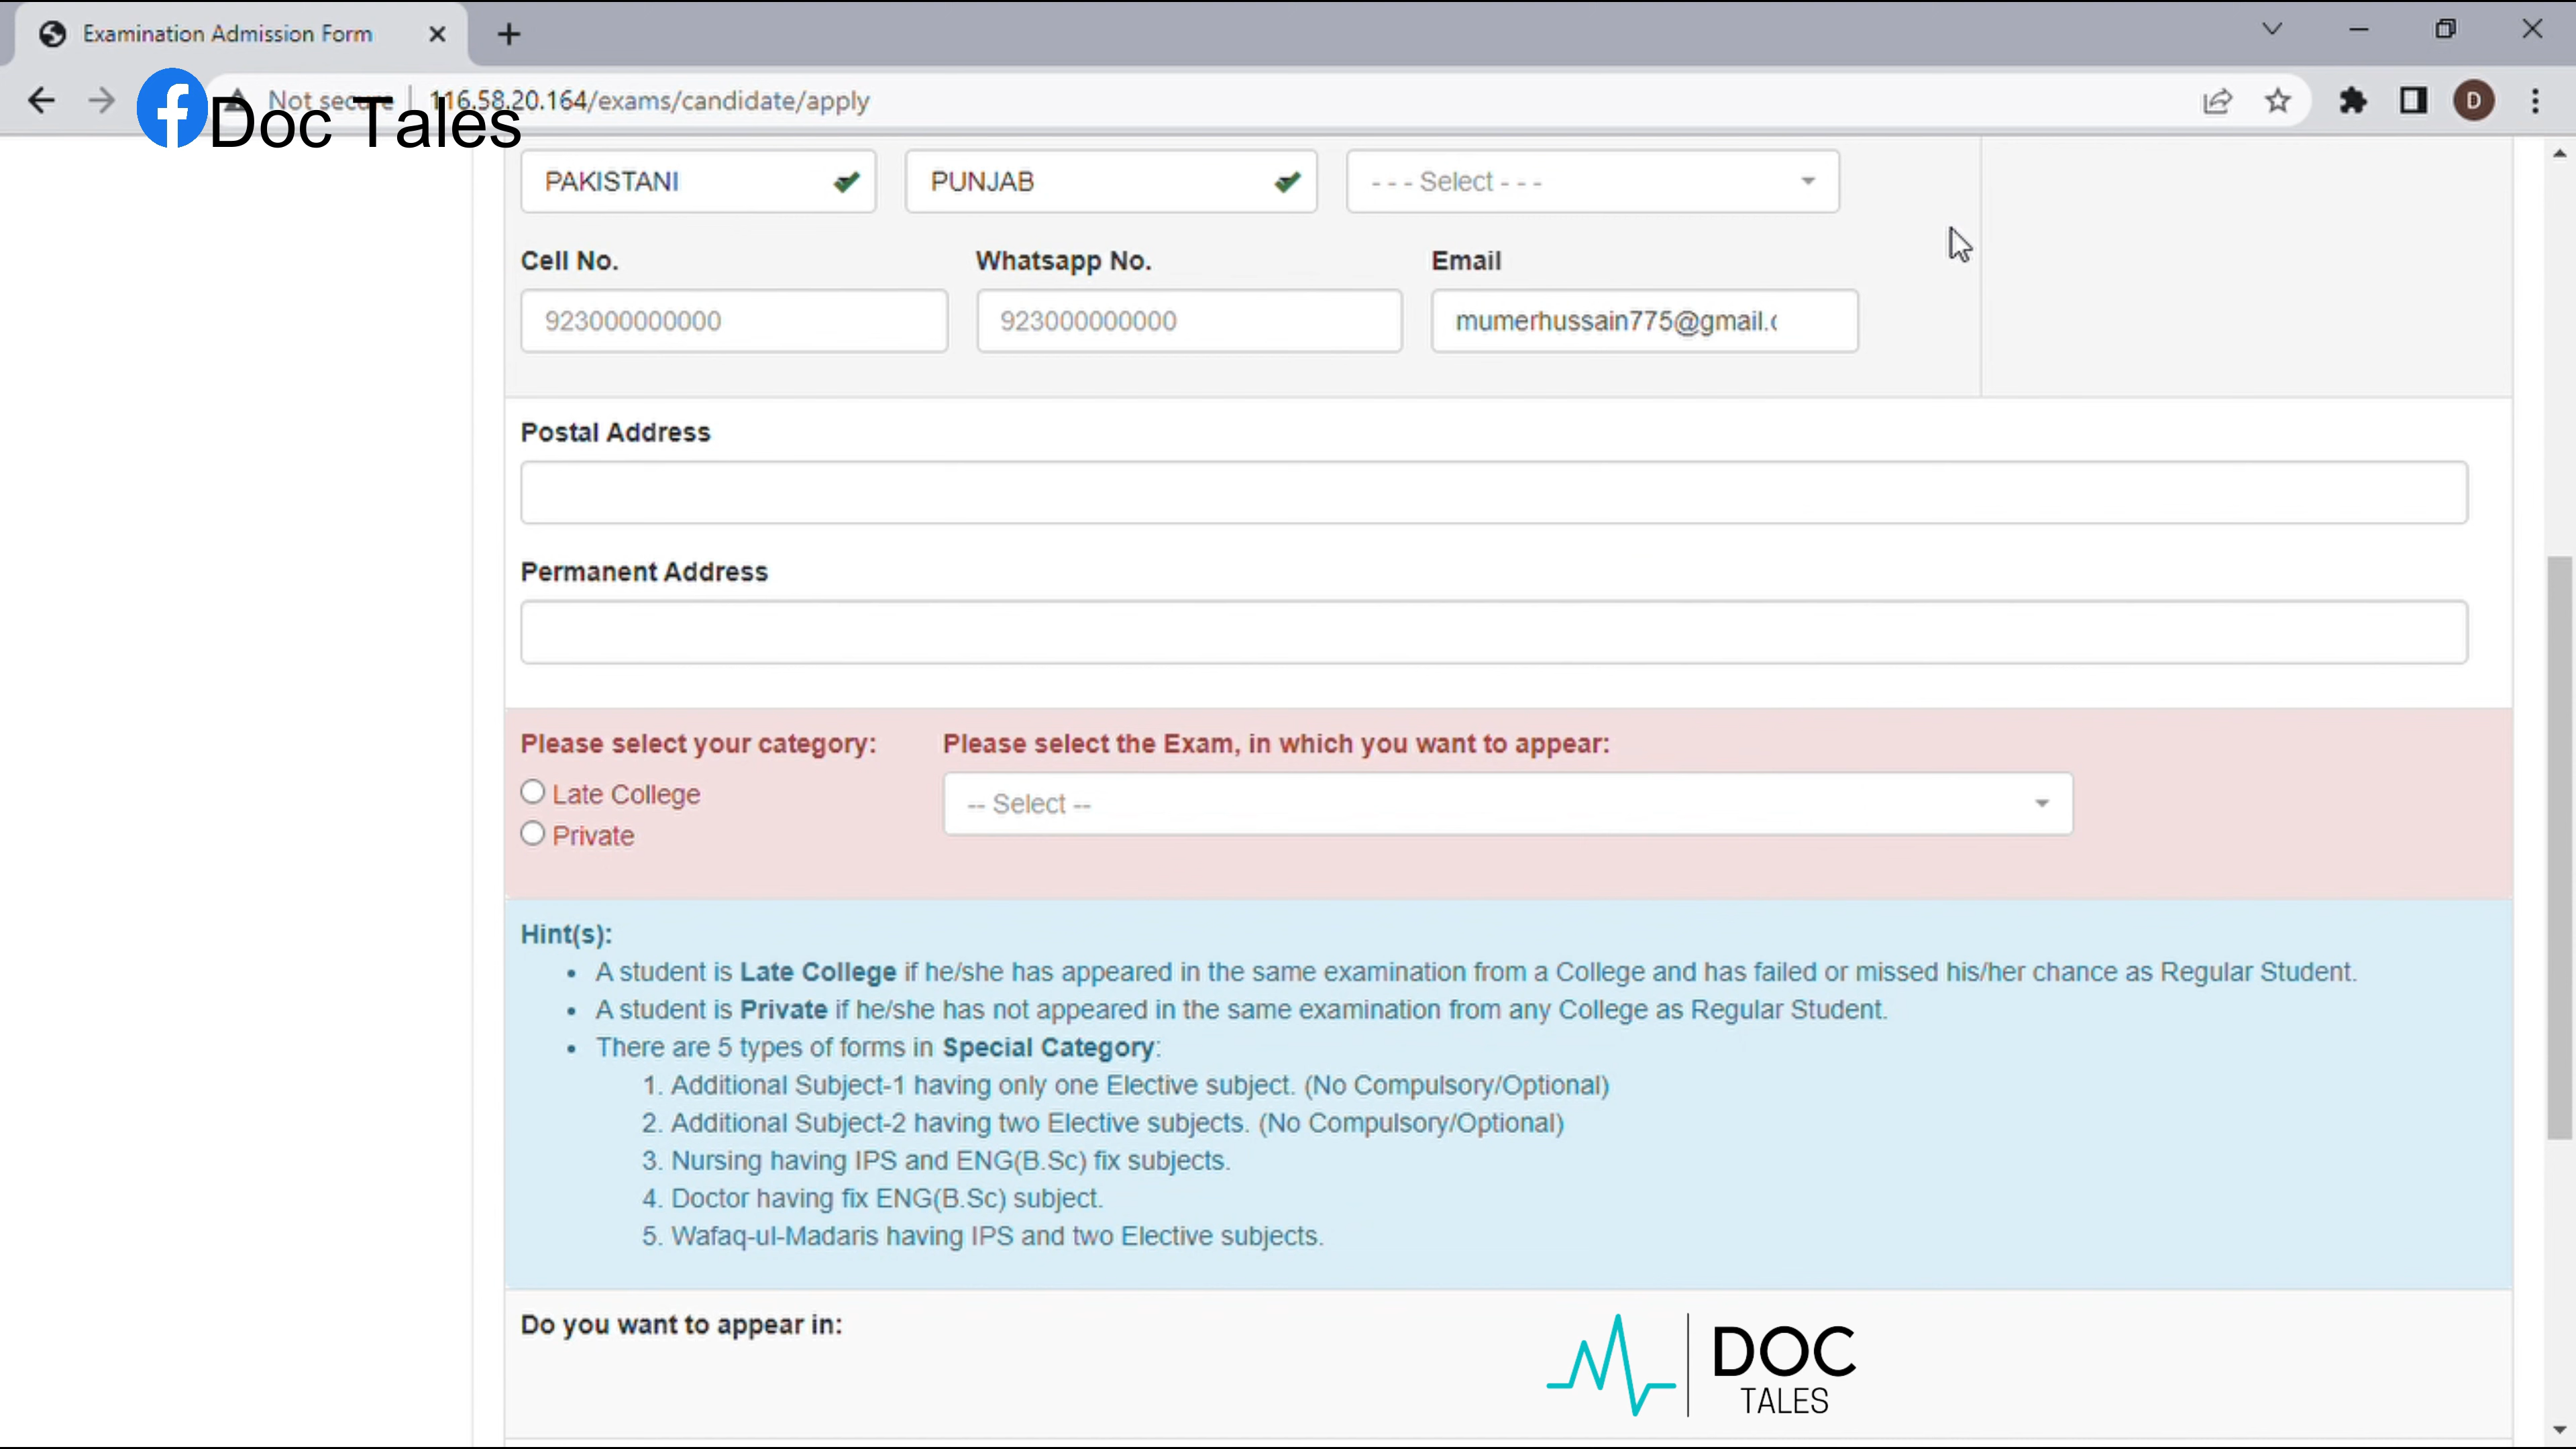 Examination Admission Form
Not secure | 116.58.20.164/exams/candidate/apply
D
Doc Tales
PAKISTANI
PUNJAB
- - - Select - - -
Cell No.
Whatsapp No.
Email
923000000000
923000000000
mumerhussain775@gmail.c
Postal Address
Permanent Address
Please select your category:
Please select the Exam, in which you want to appear:
Late College
-- Select --
Private
Hint(s):
• A student is Late College if he/she has appeared in the same examination from a College and has failed or missed his/her chance as Regular Student.
• A student is Private if he/she has not appeared in the same examination from any College as Regular Student.
• There are 5 types of forms in Special Category:
1. Additional Subject-1 having only one Elective subject. (No Compulsory/Optional)
2. Additional Subject-2 having two Elective subjects. (No Compulsory/Optional)
3. Nursing having IPS and ENG(B.Sc) fix subjects.
4. Doctor having fix ENG(B.Sc) subject.
5. Wafaq-ul-Madaris having IPS and two Elective subjects.
Do you want to appear in:
DOC
TALES